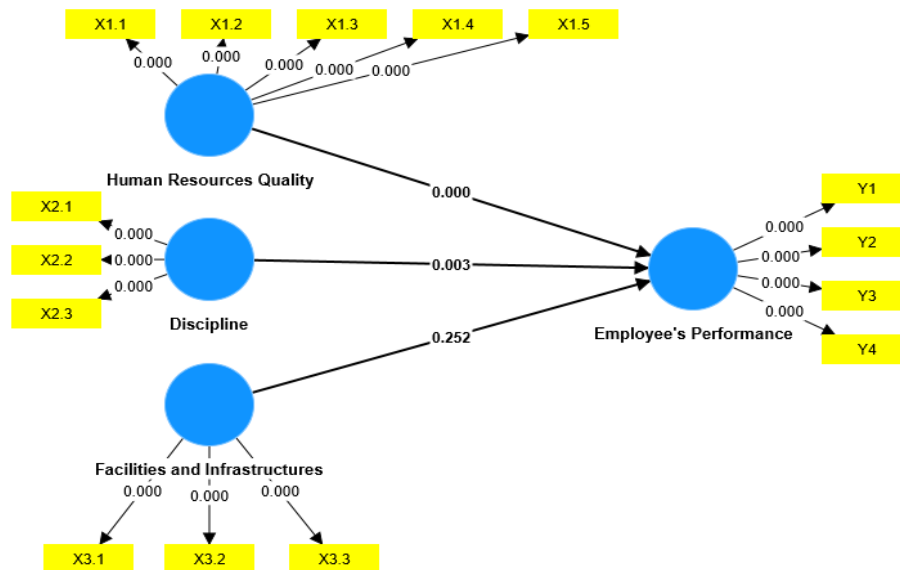 X1.1
X1.2
X1.3
X1.4
X1.5
0.000
0.000
0.000
0.000
0.000
Human Resources Quality
0.000
X2.1
X2.2
X2.3
0.000
0.000
0.000
Discipline
0.003
0.252
Y1
Y2
Y3
Y4
0.000
0.000
0.000
0.000
Employee's Performance
Facilities and Infrastructures
0.000
0.000
0.000
X3.1
X3.2
X3.3